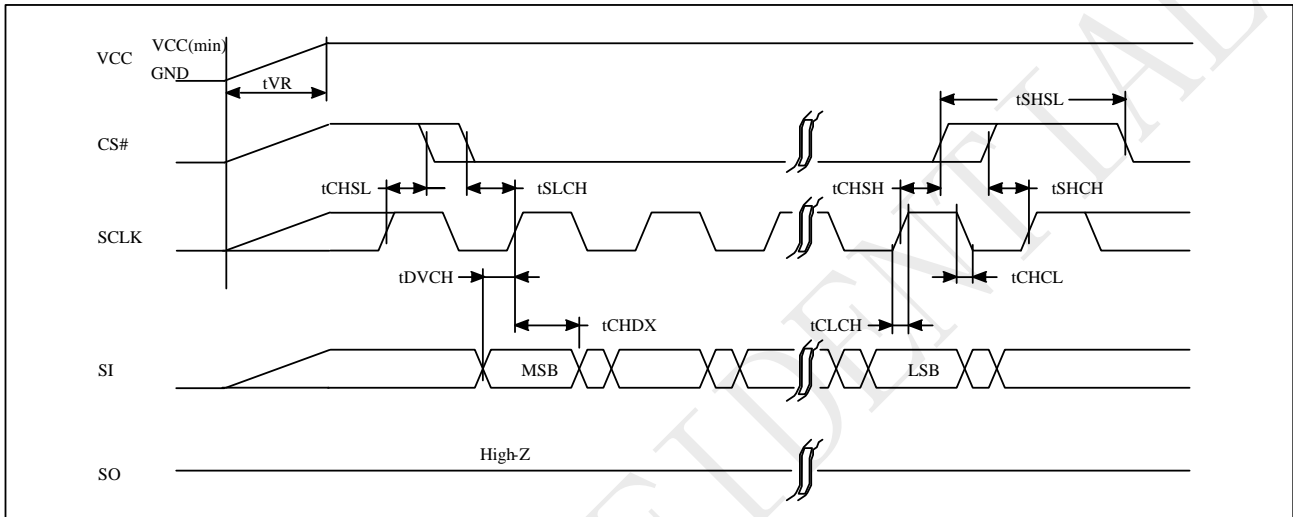 VCC
VCC(min)
GND
tVR
tSHSL
CS#
tCHSL
tSLCH
tCHSH
tSHCH
SCLK
tDVCH
tCHCL
tCHDX
tCLCH
SI
MSB
LSB
High-Z
SO